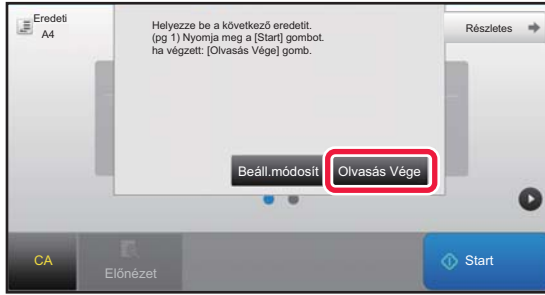 Eredeti
A4
Helyezze be a következő eredetit.
(pg 1) Nyomja meg a [Start] gombot.
ha végzett: [Olvasás Vége] gomb.
Részletes
Beáll.módosít
Olvasás Vége
CA
Előnézet
Start